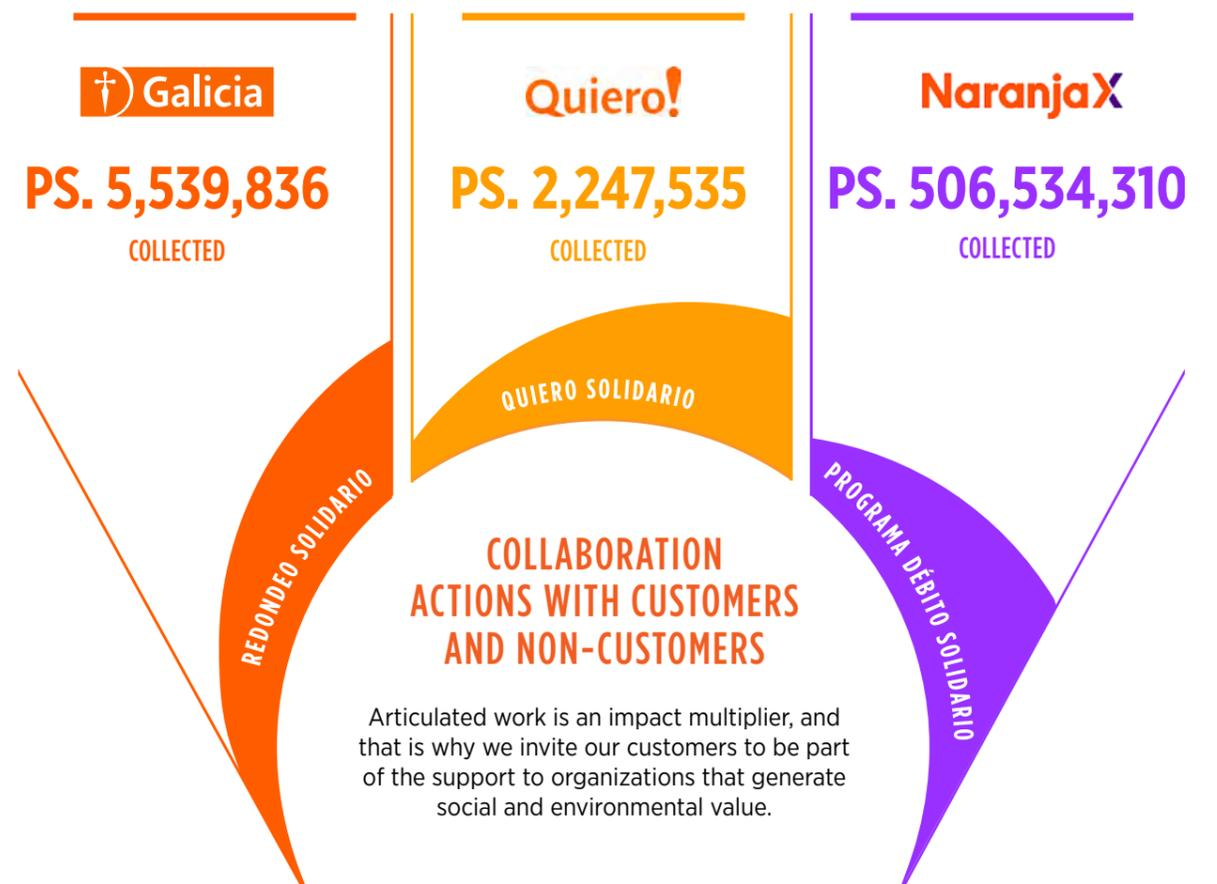 Galicia
PS. 5,539,836
COLLECTED
REDONDEO SOLIDARIO
Quiero!
PS. 2,247,535
COLLECTED
QUIERO SOLIDARIO
NaranjaX
PS. 506,534,310
COLLECTED
PROGRAMA DÉBITO SOLIDARIO
COLLABORATION
ACTIONS WITH CUSTOMERS
AND NON-CUSTOMERS
Articulated work is an impact multiplier, and
that is why we invite our customers to be part
of the support to organizations that generate
social and environmental value.